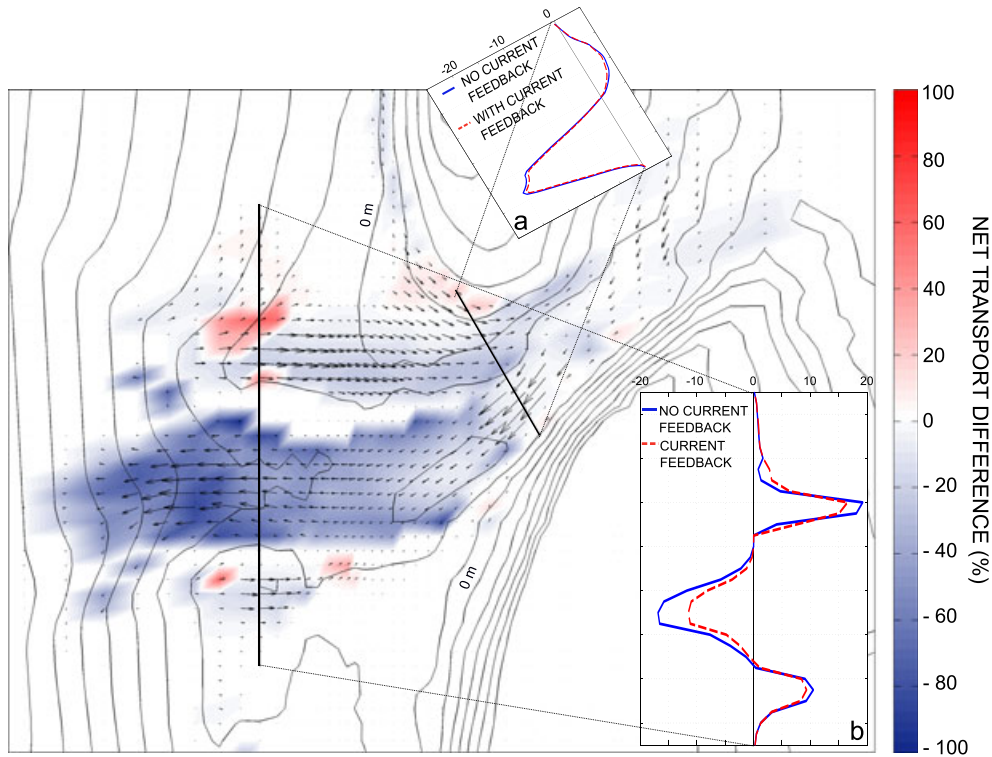 0
-10
-20
NO CURRENT
FEEDBACK
WITH CURRENT
FEEDBACK
a
0 m
0 m
-20
-10
0
10
20
NO CURRENT
FEEDBACK
CURRENT
FEEDBACK
b
100
80
60
40
20
0
- 20
- 40
- 60
- 80
- 100
NET TRANSPORT DIFFERENCE (%)